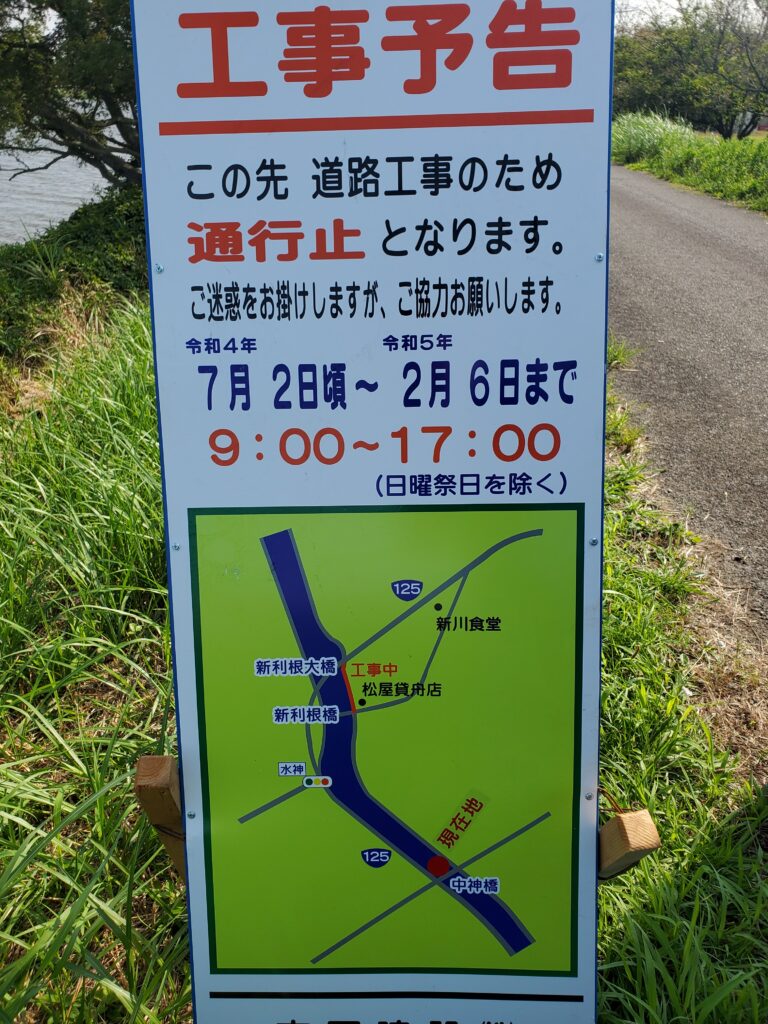 工事予告
この先 道路工事のため
通行止となります。
ご迷惑をお掛けしますが、ご協力お願いします。
令和4年 令和5年
7月 2日頃～ 2月 6日まで
9：00～17：00
(日曜祭日を除く)
125
新川食堂
新利根大橋
工事中
松屋貸舟店
新利根橋
水神
現在地
125
中神橋